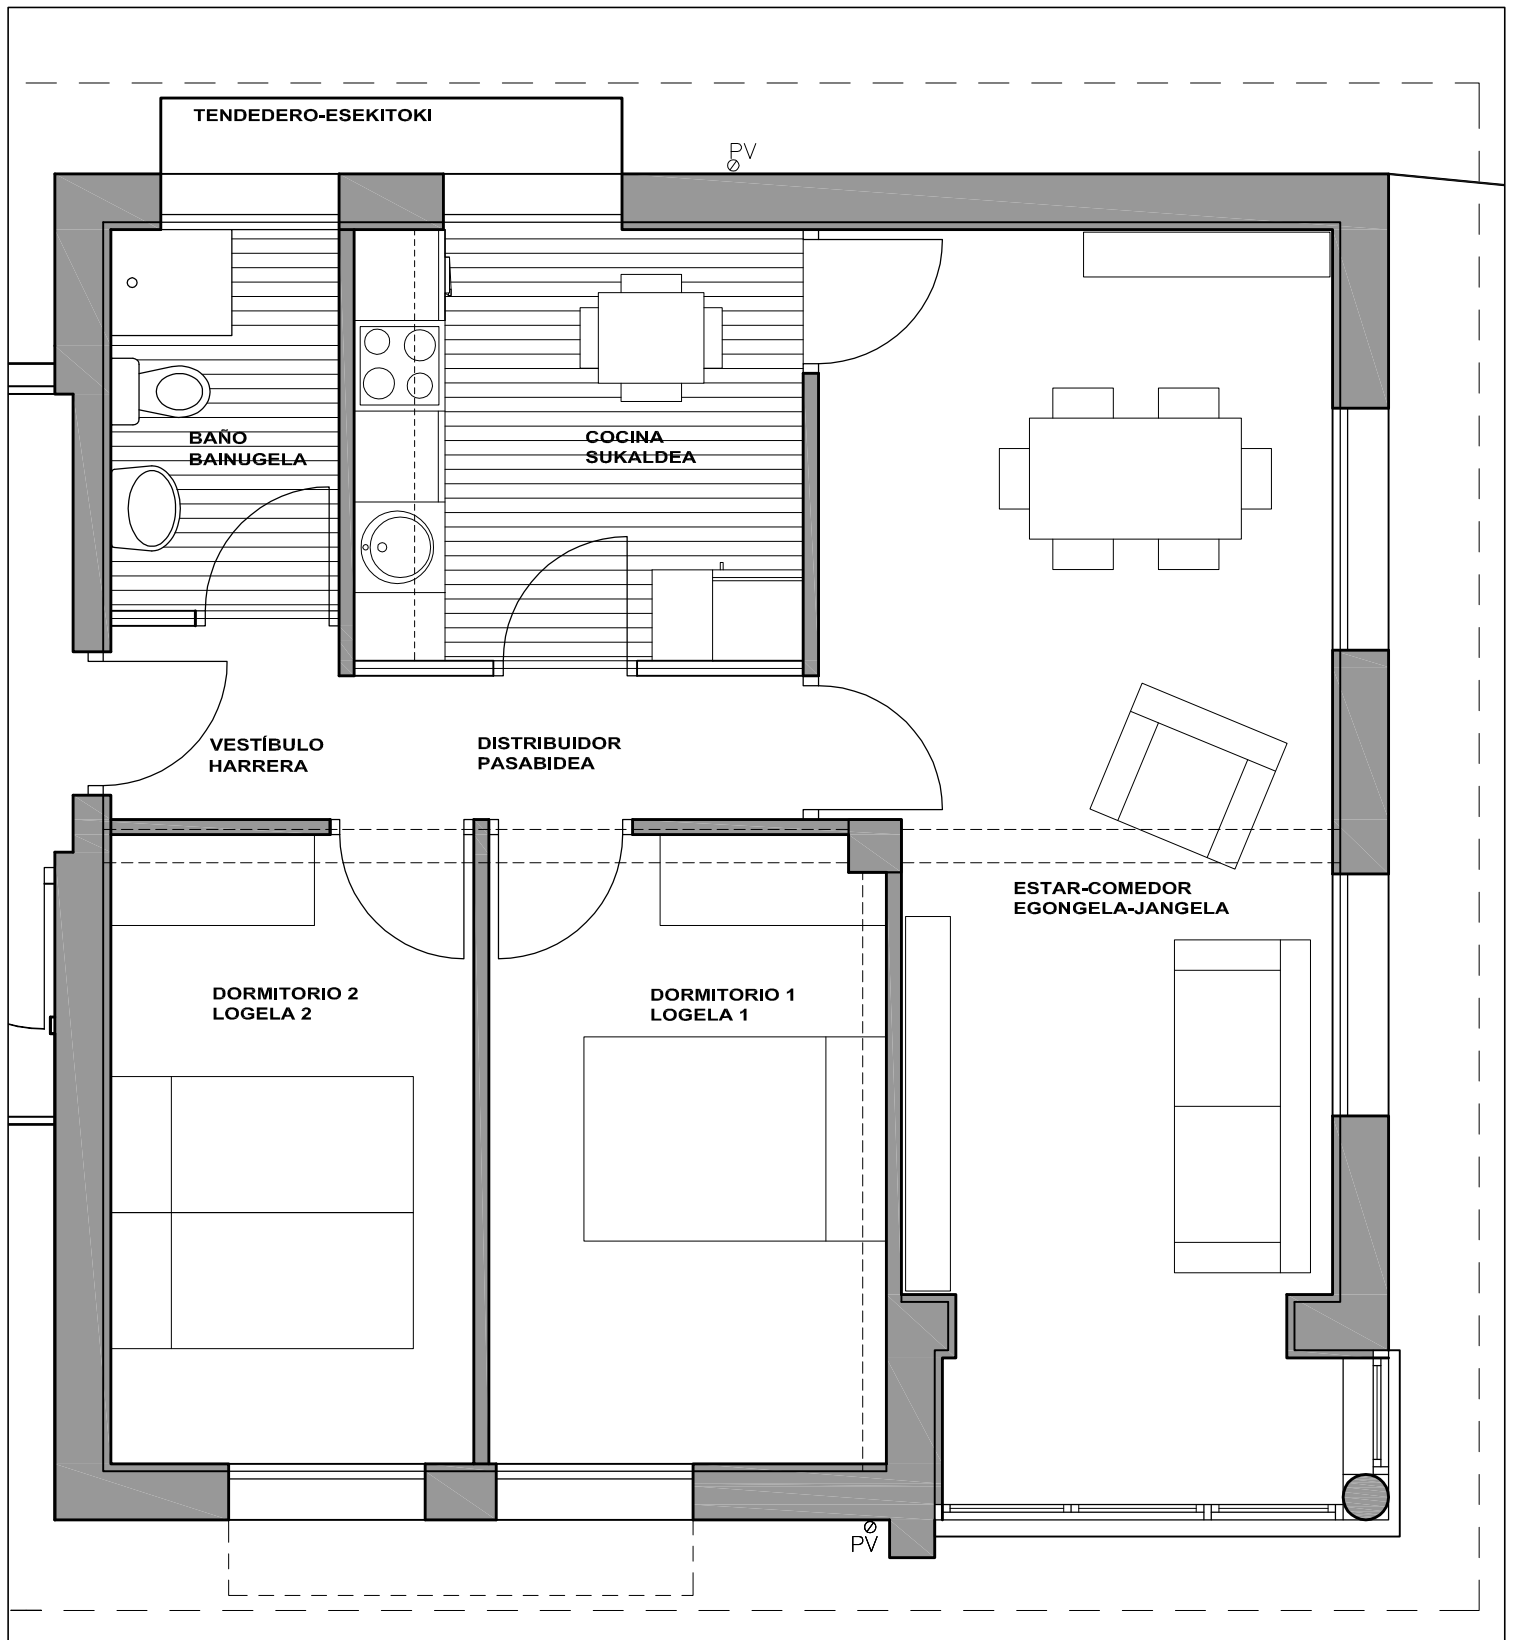 TENDEDERO-ESEKITOKI
PV
BAÑO
BAINUGELA
COCINA
SUKALDEA
VESTÍBULO
HARRERA
DISTRIBUIDOR
PASABIDEA
ESTAR-COMEDOR
EGONGELA-JANGELA
DORMITORIO 2
LOGELA 2
DORMITORIO 1
LOGELA 1
PV